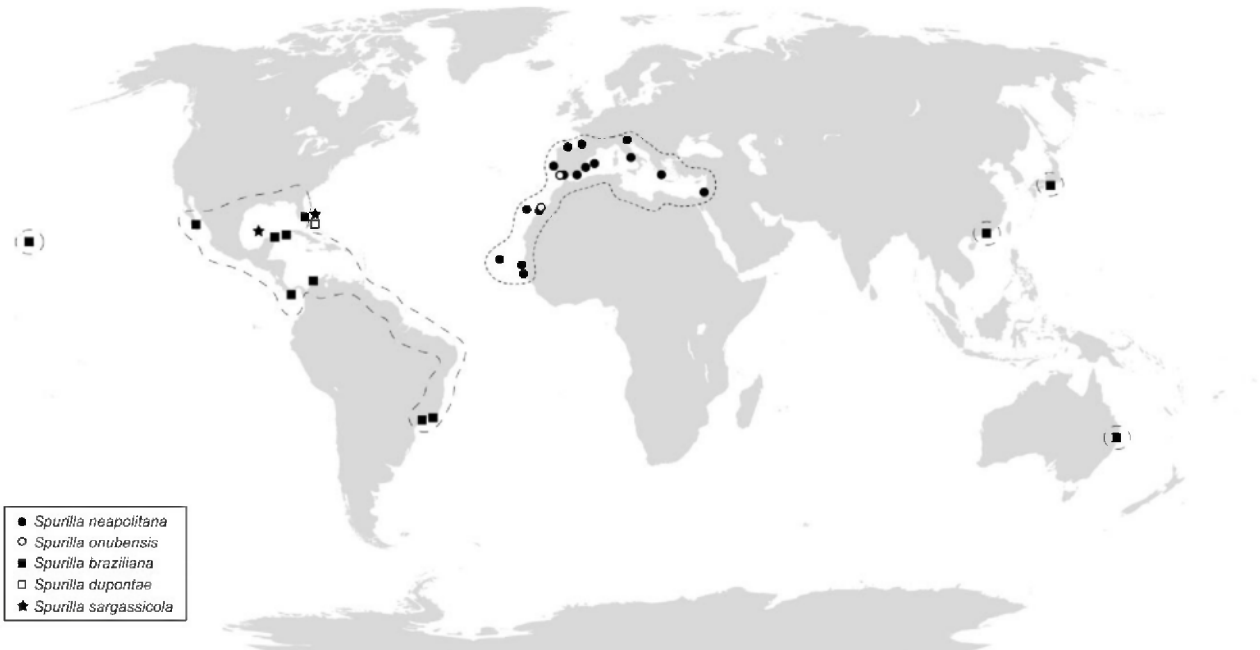 Spurilla neapolitana
Spurilla onubensis
Spurilla braziliana
Spurilla dupontae
Spurilla sargassicola